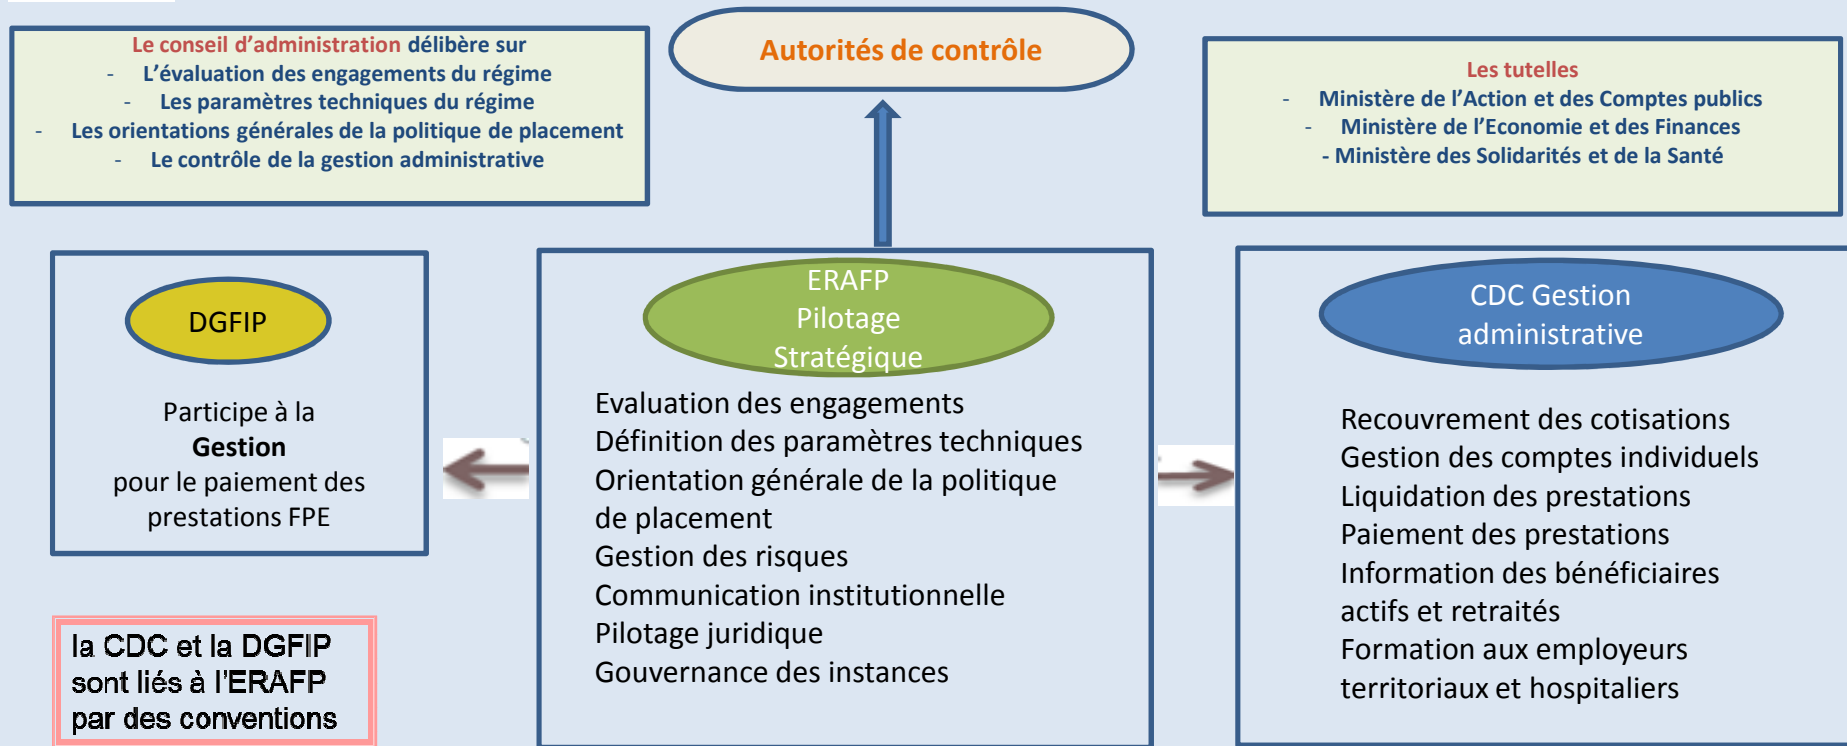 Le conseil d’administration délibère sur
- L’évaluation des engagements du régime
- Les paramètres techniques du régime
- Les orientations générales de la politique de placement
- Le contrôle de la gestion administrative
Autorités de contrôle
Les tutelles
- Ministère de l’Action et des Comptes publics
- Ministère de l’Economie et des Finances
- Ministère des Solidarités et de la Santé
DGFIP
Participe à la
Gestion
pour le paiement des
prestations FPE
la CDC et la DGFIP
sont liés à l’ERAFP
par des conventions
ERAFP
Pilotage
Stratégique
Evaluation des engagements
Définition des paramètres techniques
Orientation générale de la politique
de placement
Gestion des risques
Communication institutionnelle
Pilotage juridique
Gouvernance des instances
CDC Gestion
administrative
Recouvrement des cotisations
Gestion des comptes individuels
Liquidation des prestations
Paiement des prestations
Information des bénéficiaires
actifs et retraités
Formation aux employeurs
territoriaux et hospitaliers